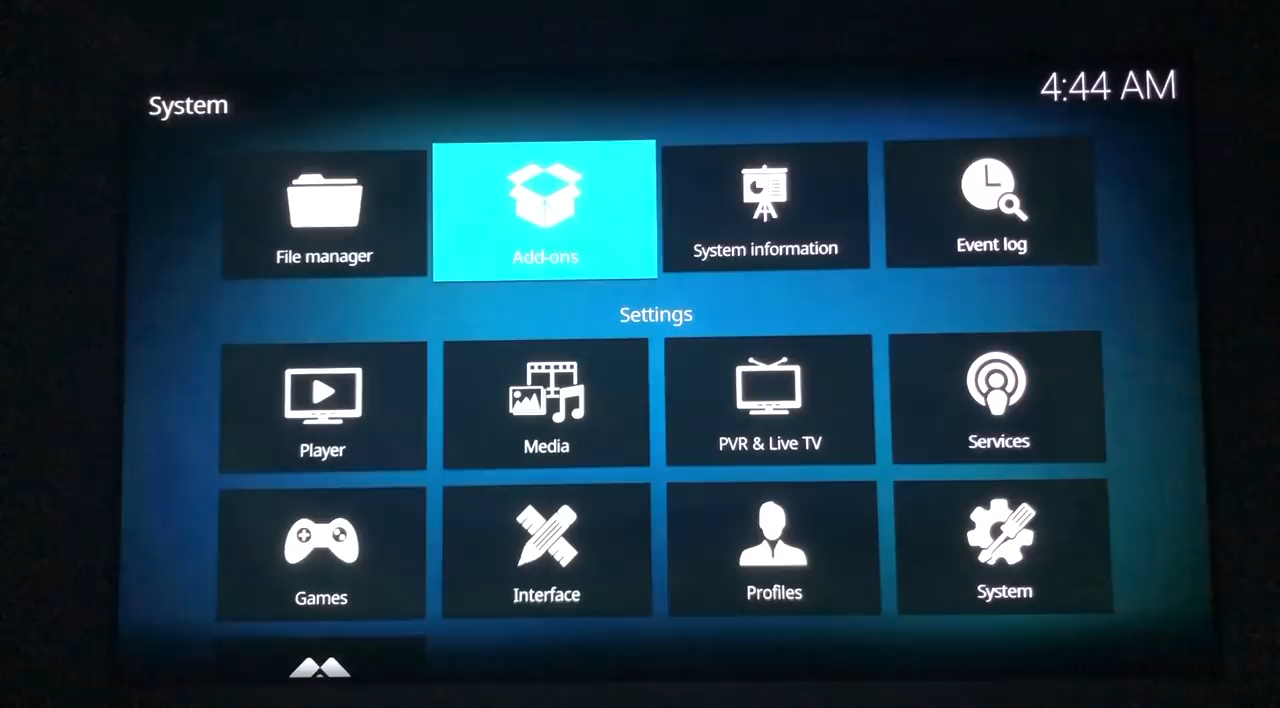 System
4:44 AM
File manager
Add-ons
System information
Event log
Settings
Player
Media
PVR & Live TV
Services
Games
Interface
Profiles
System